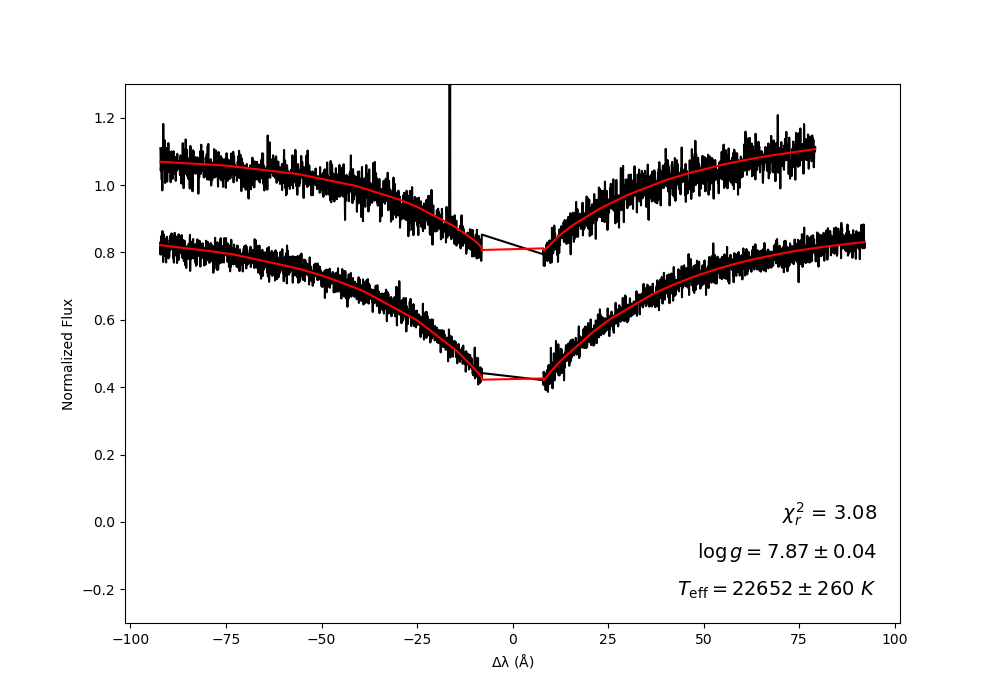 1.2
1.0
0.8
0.6
0.4
0.2
0.0
−0.2
Normalized Flux
χ²ᵣ = 3.08
log g = 7.87 ± 0.04
T_eff = 22652 ± 260 K
−100 −75 −50 −25 0 25 50 75 100
Δλ (Å)